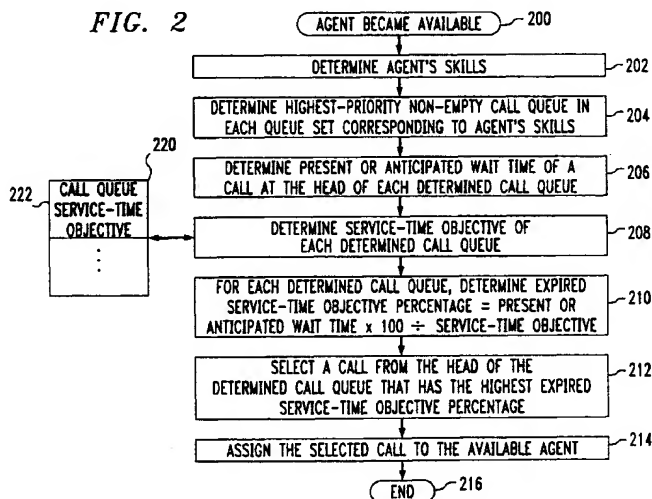 FIG. 2
AGENT BECAME AVAILABLE
200
DETERMINE AGENT'S SKILLS
202
DETERMINE HIGHEST-PRIORITY NON-EMPTY CALL QUEUE IN
EACH QUEUE SET CORRESPONDING TO AGENT'S SKILLS
204
DETERMINE PRESENT OR ANTICIPATED WAIT TIME OF A
CALL AT THE HEAD OF EACH DETERMINED CALL QUEUE
206
220
222
CALL QUEUE
SERVICE-TIME
OBJECTIVE
DETERMINE SERVICE-TIME OBJECTIVE OF
EACH DETERMINED CALL QUEUE
208
FOR EACH DETERMINED CALL QUEUE, DETERMINE EXPIRED
SERVICE-TIME OBJECTIVE PERCENTAGE = PRESENT OR
ANTICIPATED WAIT TIME x 100 ÷ SERVICE-TIME OBJECTIVE
210
SELECT A CALL FROM THE HEAD OF THE
DETERMINED CALL QUEUE THAT HAS THE HIGHEST EXPIRED
SERVICE-TIME OBJECTIVE PERCENTAGE
212
ASSIGN THE SELECTED CALL TO THE AVAILABLE AGENT
214
END
216